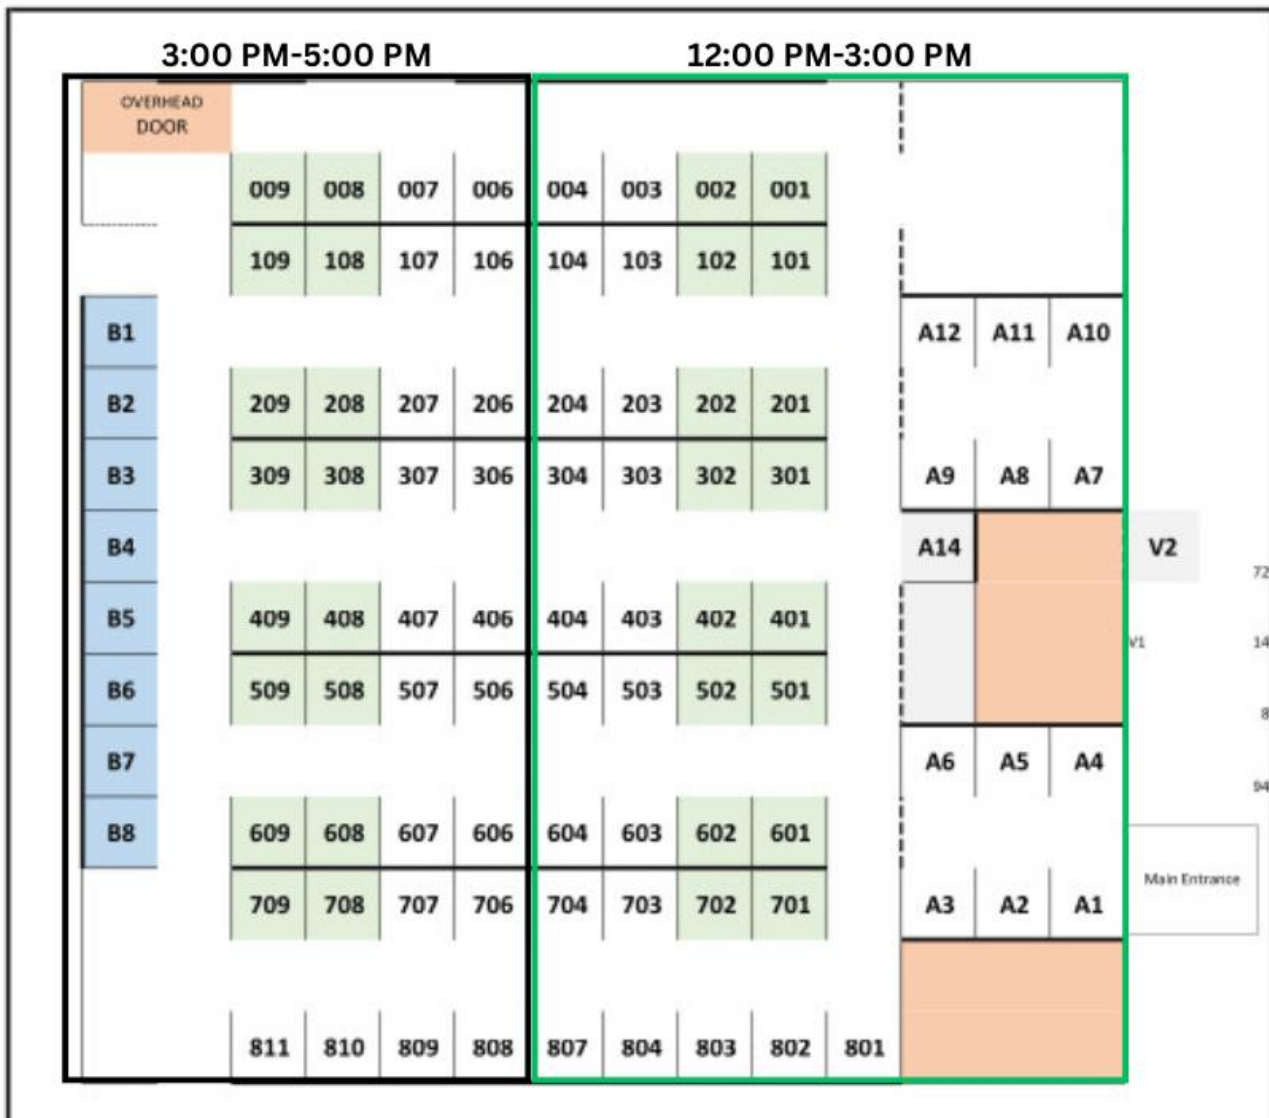 3:00 PM-5:00 PM 12:00 PM-3:00 PM
OVERHEAD
DOOR
009 008 007 006 004 003 002 001
109 108 107 106 104 103 102 101
B1 A12 A11 A10
B2 209 208 207 206 204 203 202 201
B3 309 308 307 306 304 303 302 301 A9 A8 A7
B4 A14 V2
72
B5 409 408 407 406 404 403 402 401
V1 14
B6 509 508 507 506 504 503 502 501
8
B7 A6 A5 A4
94
B8 609 608 607 606 604 603 602 601
Main Entrance
709 708 707 706 704 703 702 701 A3 A2 A1
811 810 809 808 807 804 803 802 801